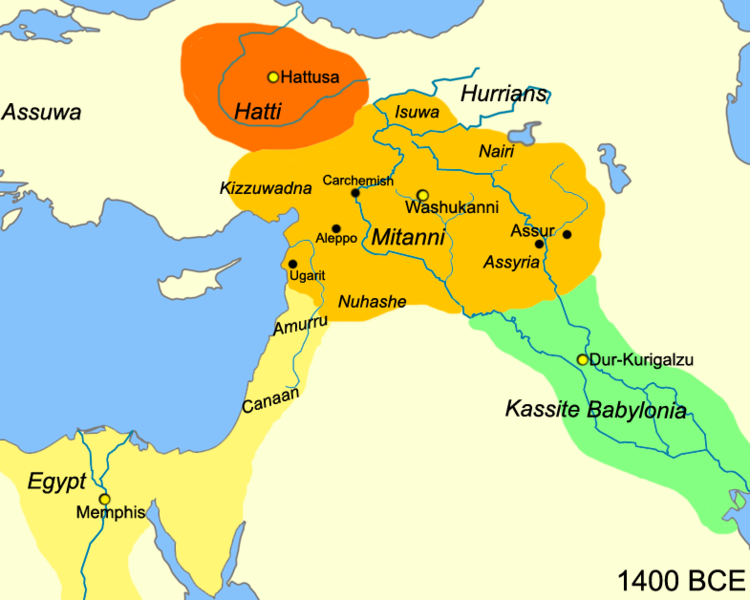 Hattusa
Hurrians
Assuwa
Hatti
Isuwa
Nairi
Carchemish
Kizzuwadna
Washukanni
Aleppo
Mitanni
Assur
Assyria
Ugarit
Nuhashe
Amurru
Dur-Kurigalzu
Canaan
Kassite Babylonia
Egypt
Memphis
1400 BCE